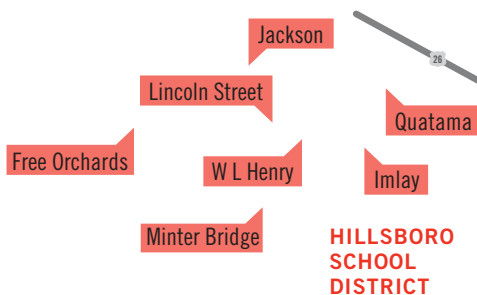 Jackson
26
Lincoln Street
Quatama
Free Orchards
W L Henry
Imlay
Minter Bridge
HILLSBORO
SCHOOL
DISTRICT